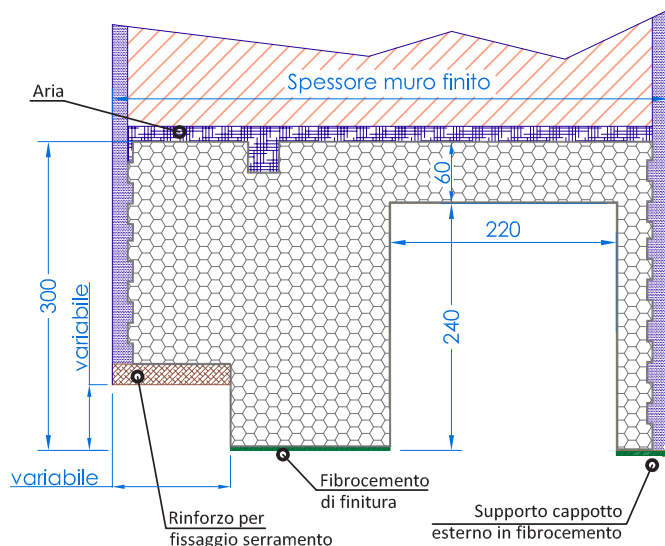 Spessore muro finito
Aria
60
220
300
variabile
240
variabile
Fibrocemento
di finitura
Rinforzo per
fissaggio serramento
Supporto cappotto
esterno in fibrocemento